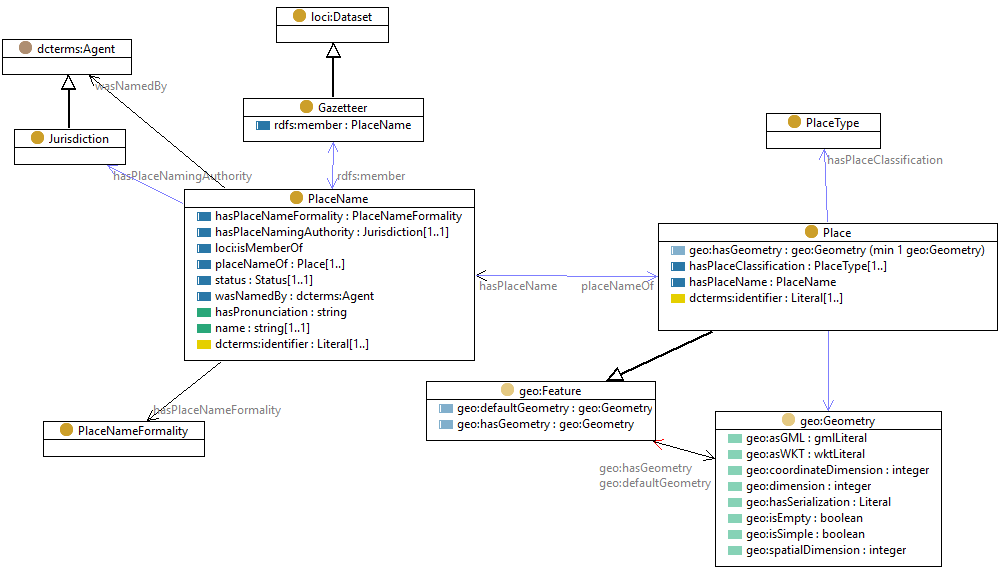 loci:Dataset
dcterms:Agent
wasNamedBy
Gazetteer
rdfs:member : PlaceName
PlaceType
Jurisdiction
hasPlaceClassification
hasPlaceNamingAuthority
rdfs:member
PlaceName
hasPlaceNameFormality : PlaceNameFormality
hasPlaceNamingAuthority : Jurisdiction[1..1]
loci:isMemberOf
placeNameOf : Place[1..]
status : Status[1..1]
wasNamedBy : dcterms:Agent
hasPronunciation : string
name : string[1..1]
dcterms:identifier : Literal[1..]
Place
geo:hasGeometry : geo:Geometry (min 1 geo:Geometry)
hasPlaceClassification : PlaceType[1..]
hasPlaceName : PlaceName
dcterms:identifier : Literal[1..]
hasPlaceName
placeNameOf
geo:Feature
geo:defaultGeometry : geo:Geometry
geo:hasGeometry : geo:Geometry
hasPlaceNameFormality
PlaceNameFormality
geo:Geometry
geo:asGML : gmlLiteral
geo:asWKT : wktLiteral
geo:coordinateDimension : integer
geo:dimension : integer
geo:hasSerialization : Literal
geo:isEmpty : boolean
geo:isSimple : boolean
geo:spatialDimension : integer
geo:hasGeometry
geo:defaultGeometry